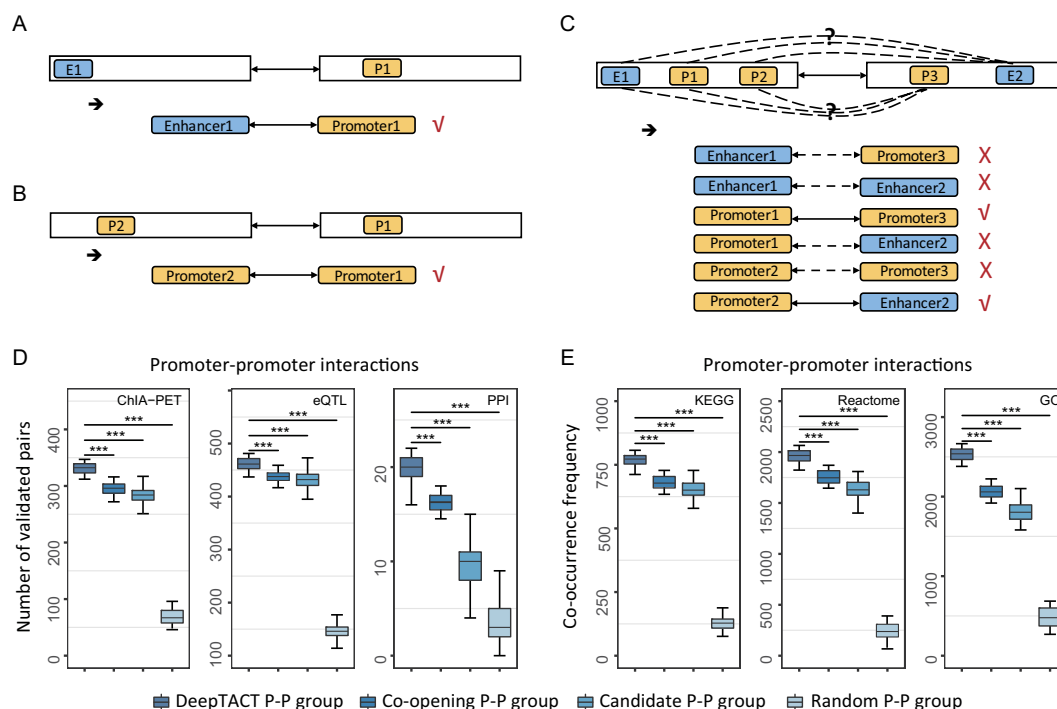 A
E1
P1
➔
Enhancer1
Promoter1
√
B
P2
P1
➔
Promoter2
Promoter1
√
C
?
E1
P1
P2
P3
E2
?
➔
Enhancer1
Promoter3
X
Enhancer1
Enhancer2
X
Promoter1
Promoter3
√
Promoter1
Enhancer2
X
Promoter2
Promoter3
X
Promoter2
Enhancer2
√
D
Promoter-promoter interactions
Number of validated pairs
ChIA-PET
***
***
***
400
300
200
100
0
eQTL
***
***
***
500
450
300
200
100
PPI
***
***
***
20
10
0
E
Promoter-promoter interactions
Co-occurrence frequency
KEGG
***
***
***
1000
750
500
250
0
Reactome
***
***
***
2500
2000
1500
1000
250
0
GO
***
***
***
3000
2000
1000
0
DeepTACT P-P group
Co-opening P-P group
Candidate P-P group
Random P-P group